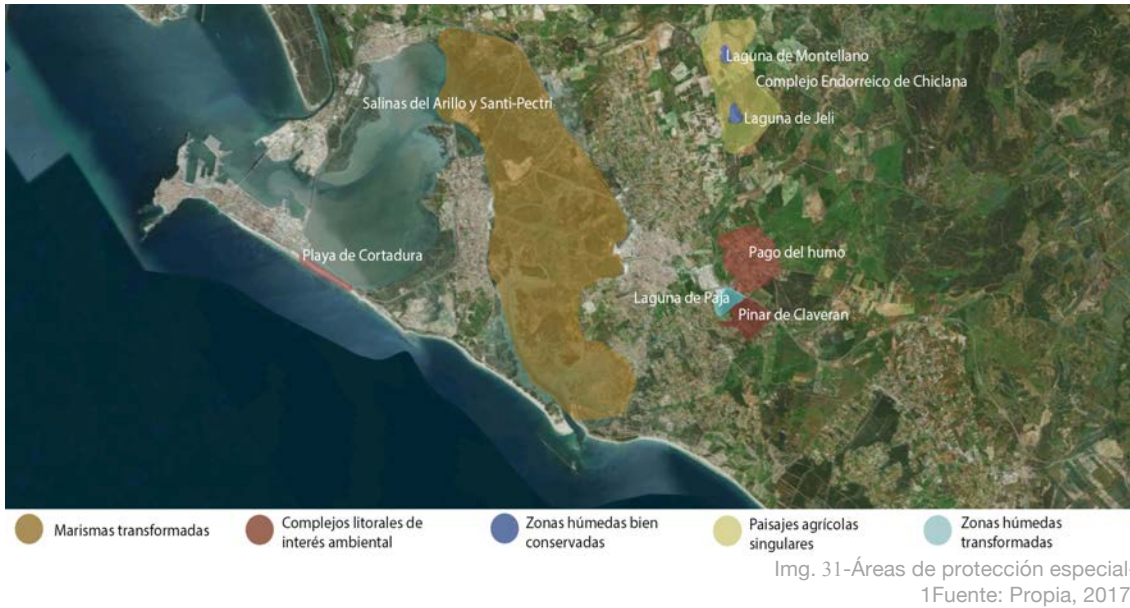 Laguna de Montellano
Complejo Endorreico de Chiclana
Salinas del Arillo y Santi-Pectri
Laguna de Jeli
Playa de Cortadura
Pago del humo
Laguna de Paja
Pinar de Claveran
Marismas transformadas
Complejos litorales de
interés ambiental
Zonas húmedas bien
conservadas
Paisajes agrícolas
singulares
Zonas húmedas
transformadas
Img. 31-Áreas de protección especial
1Fuente: Propia, 2017